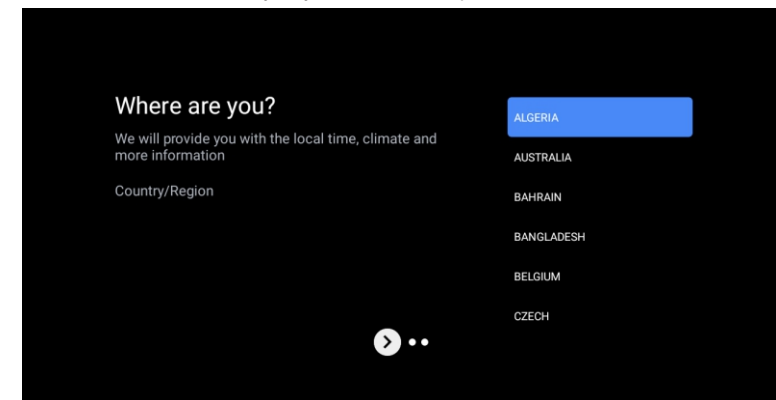 Where are you?
We will provide you with the local time, climate and
more information
Country/Region
ALGERIA
AUSTRALIA
BAHRAIN
BANGLADESH
BELGIUM
CZECH